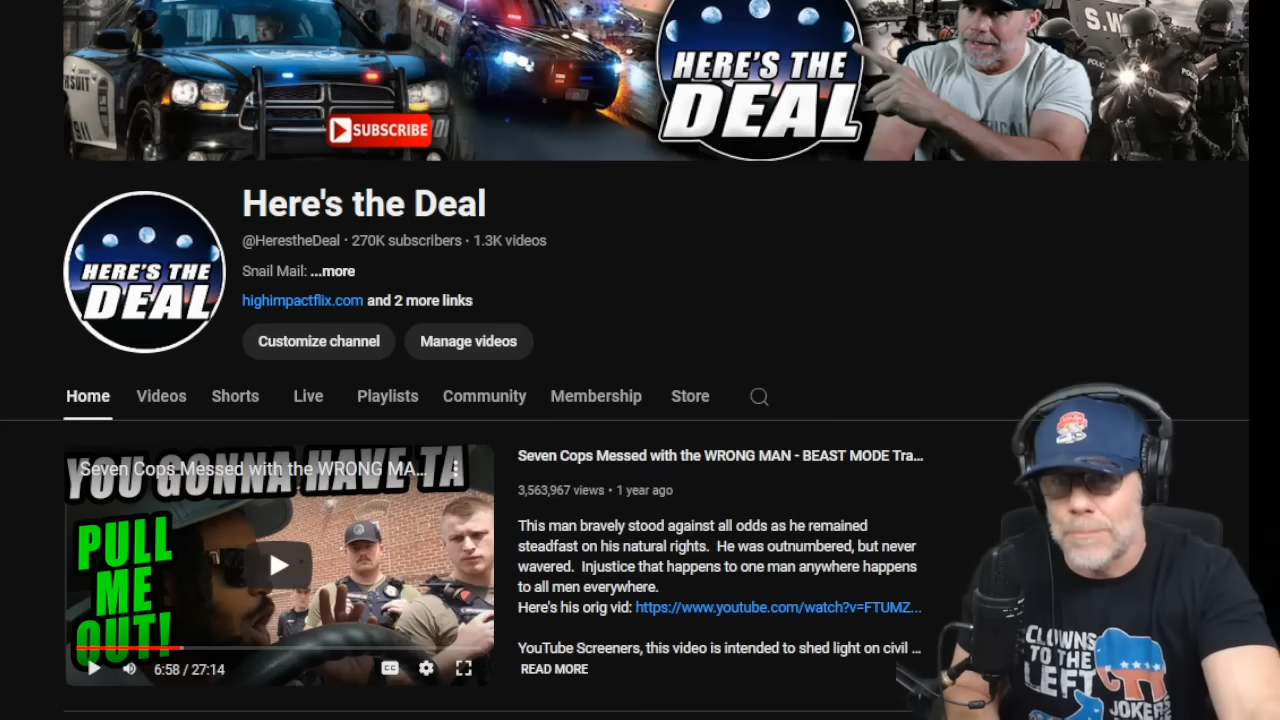 POLICE
S.W.
POLICE
RSUIT
911
SUBSCRIBE
HERE'S THE
DEAL
Here's the Deal
@HerestheDeal · 270K subscribers · 1.3K videos
Snail Mail: ...more
highimpactflix.com and 2 more links
HERE'S THE
DEAL
Customize channel
Manage videos
Home
Videos
Shorts
Live
Playlists
Community
Membership
Store
YOU GONNA HAVE TA
Seven Cops Messed with the WRONG MA...
PULL
ME
OUT!
6:58 / 27:14
CC
Seven Cops Messed with the WRONG MAN - BEAST MODE Tra...
3,563,967 views • 1 year ago
This man bravely stood against all odds as he remained
steadfast on his natural rights.  He was outnumbered, but never
wavered.  Injustice that happens to one man anywhere happens
to all men everywhere.
Here's his orig vid: https://www.youtube.com/watch?v=FTUMZ...
YouTube Screeners, this video is intended to shed light on civil ...
READ MORE
CLOWNS
TO THE
LEFT
JOKER